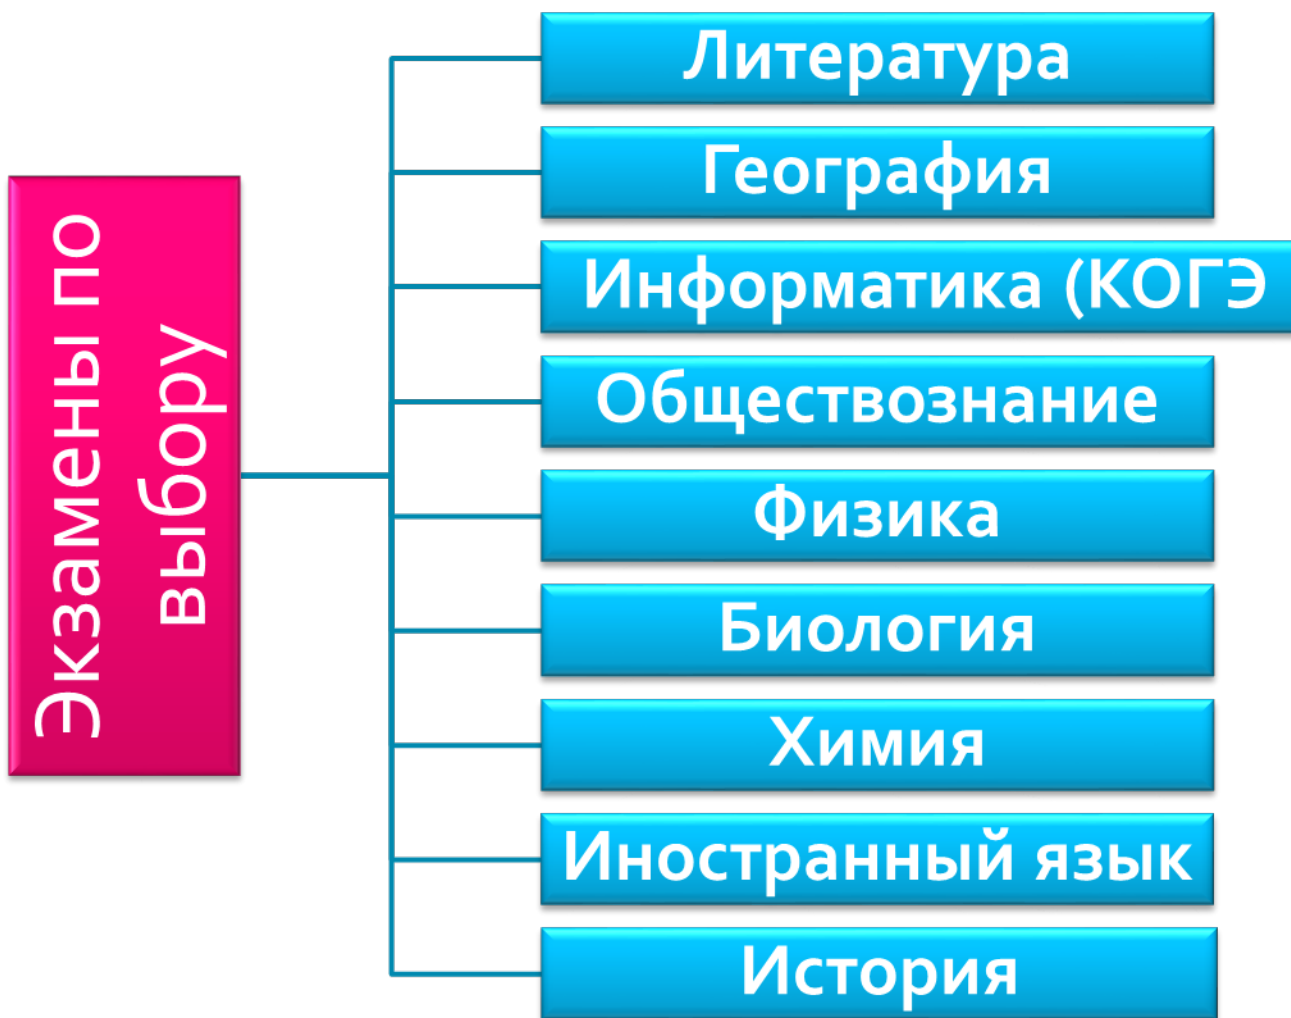 Экзамены по
выбору
Литература
География
Информатика (КОГЭ
Обществознание
Физика
Биология
Химия
Иностранный язык
История